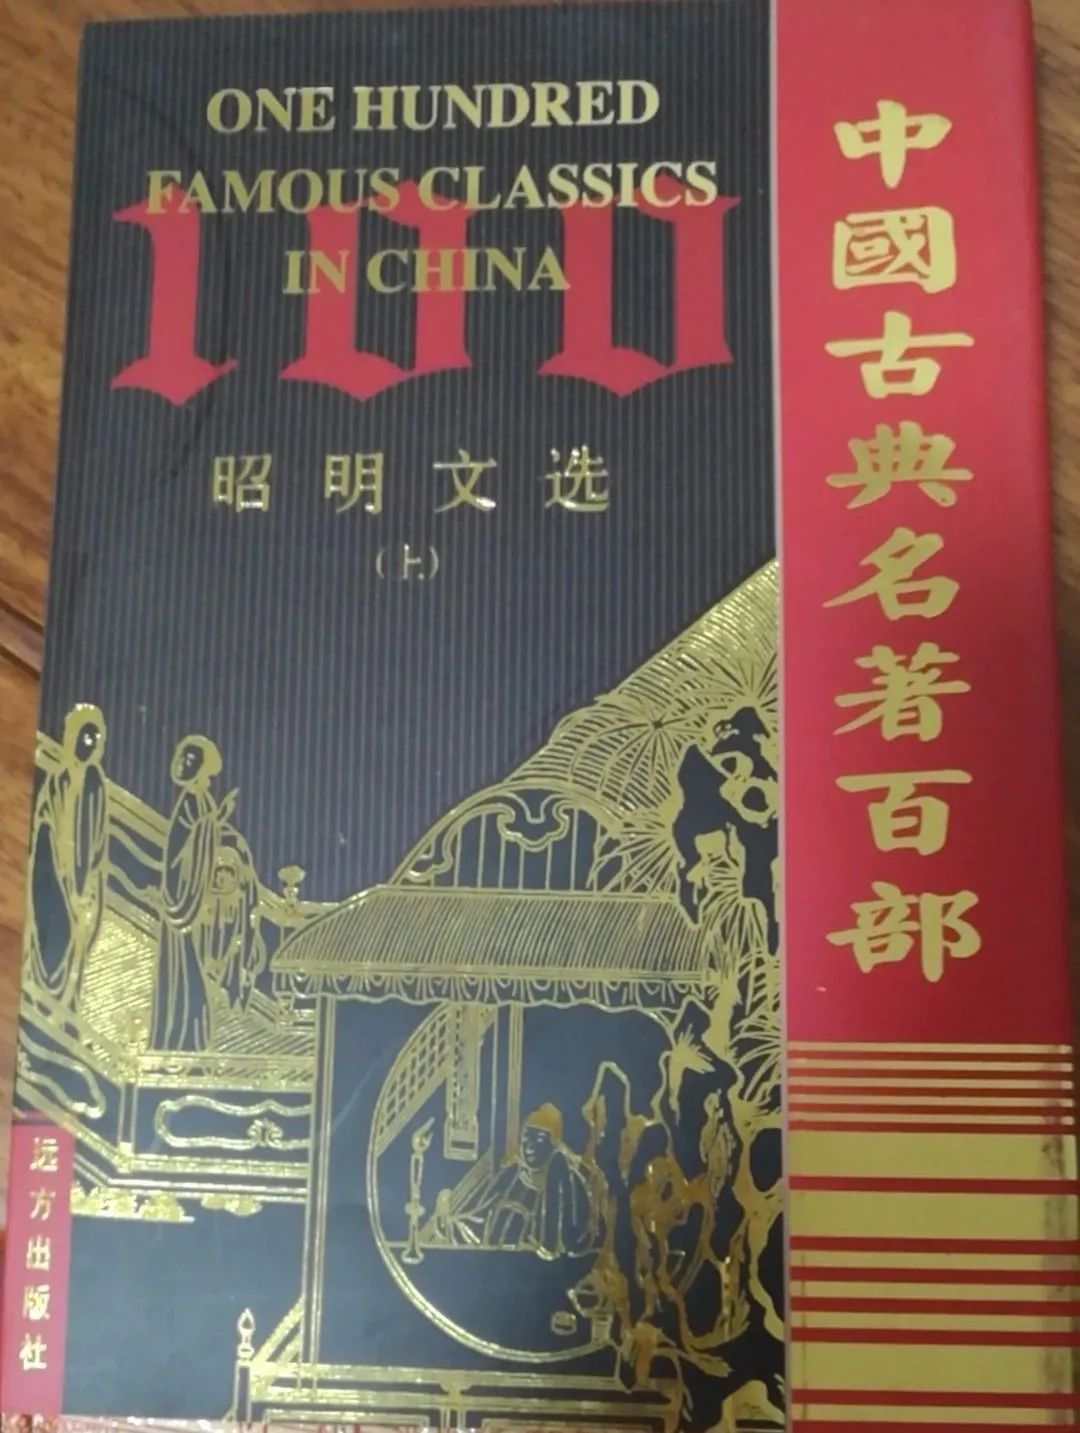 ONE HUNDRED
FAMOUS CLASSICS
IN CHINA
100
昭明文选
（上）
中國古典名著百部
远方出版社